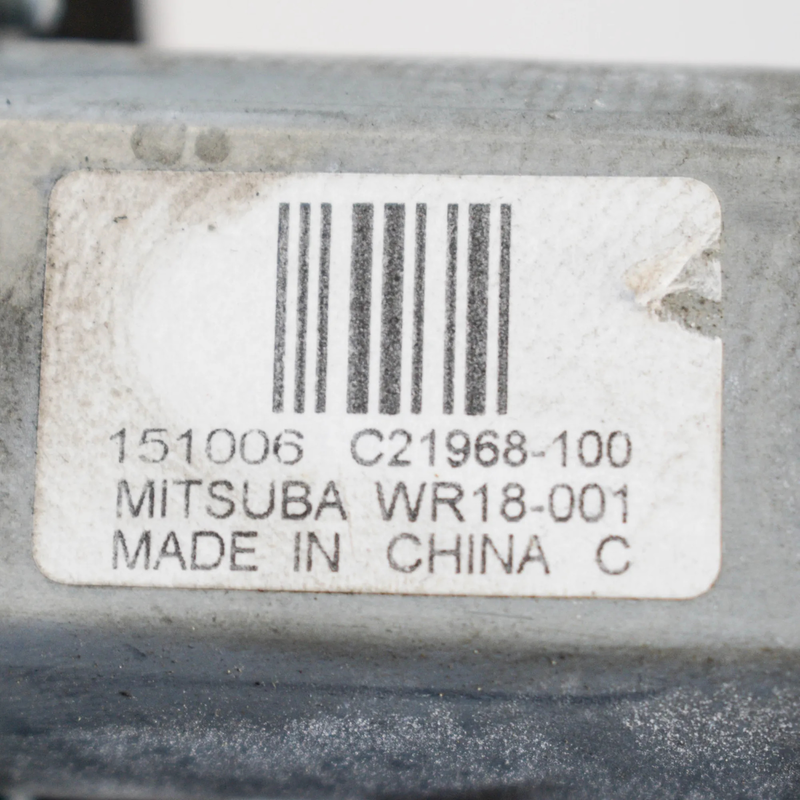 151006 C21968-100
MITSUBA WR18-001
MADE IN CHINA C